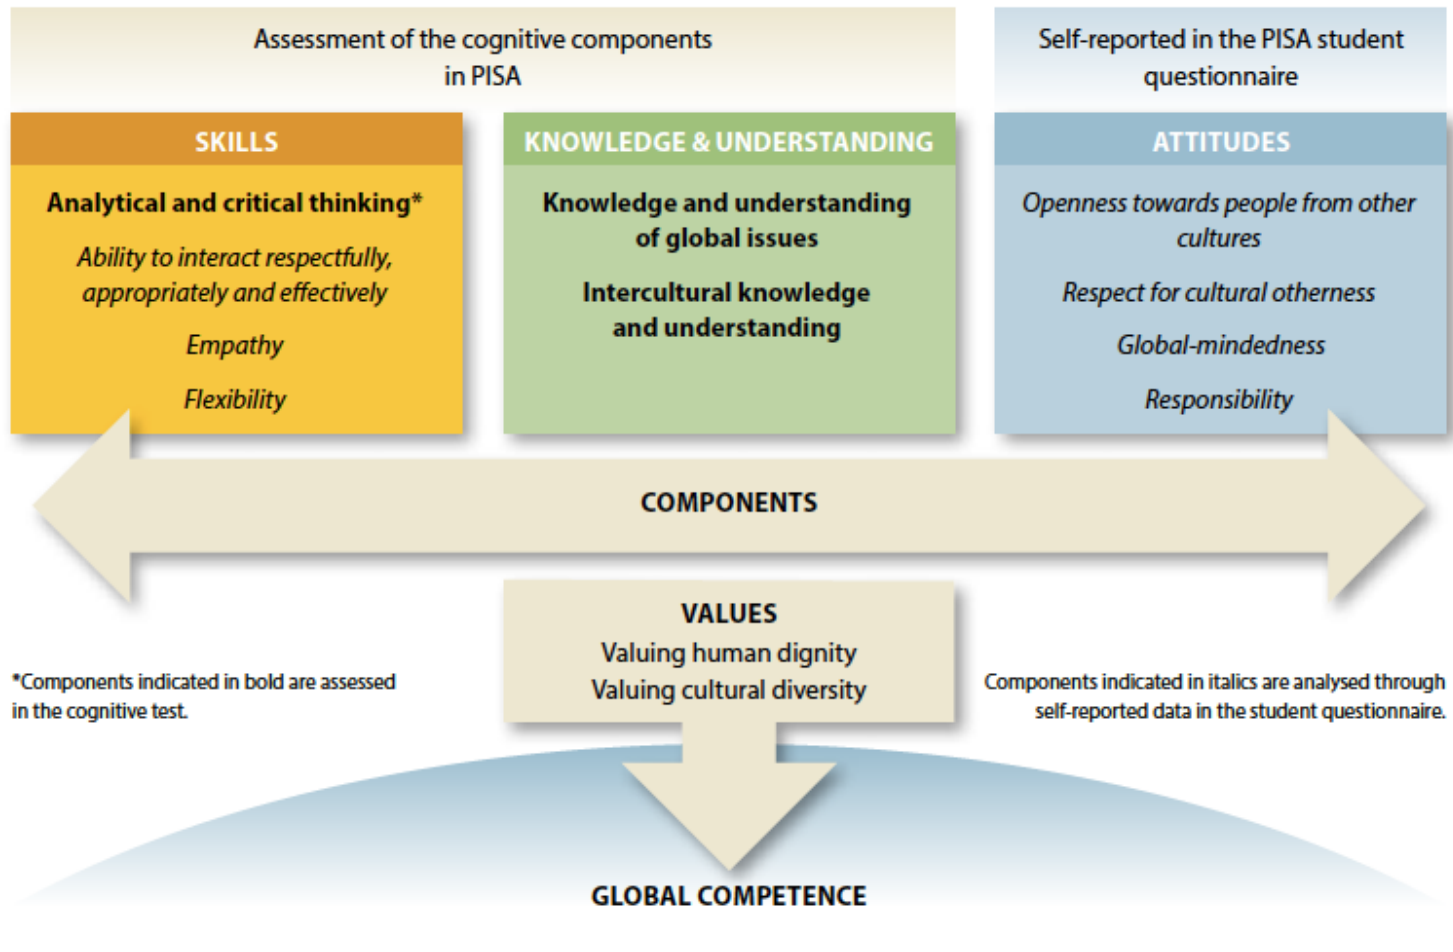 Assessment of the cognitive components
in PISA
Self-reported in the PISA student
questionnaire
SKILLS
Analytical and critical thinking*
Ability to interact respectfully,
appropriately and effectively
Empathy
Flexibility
KNOWLEDGE & UNDERSTANDING
Knowledge and understanding
of global issues
Intercultural knowledge
and understanding
ATTITUDES
Openness towards people from other
cultures
Respect for cultural otherness
Global-mindedness
Responsibility
COMPONENTS
VALUES
Valuing human dignity
Valuing cultural diversity
*Components indicated in bold are assessed
in the cognitive test.
Components indicated in italics are analysed through
self-reported data in the student questionnaire.
GLOBAL COMPETENCE